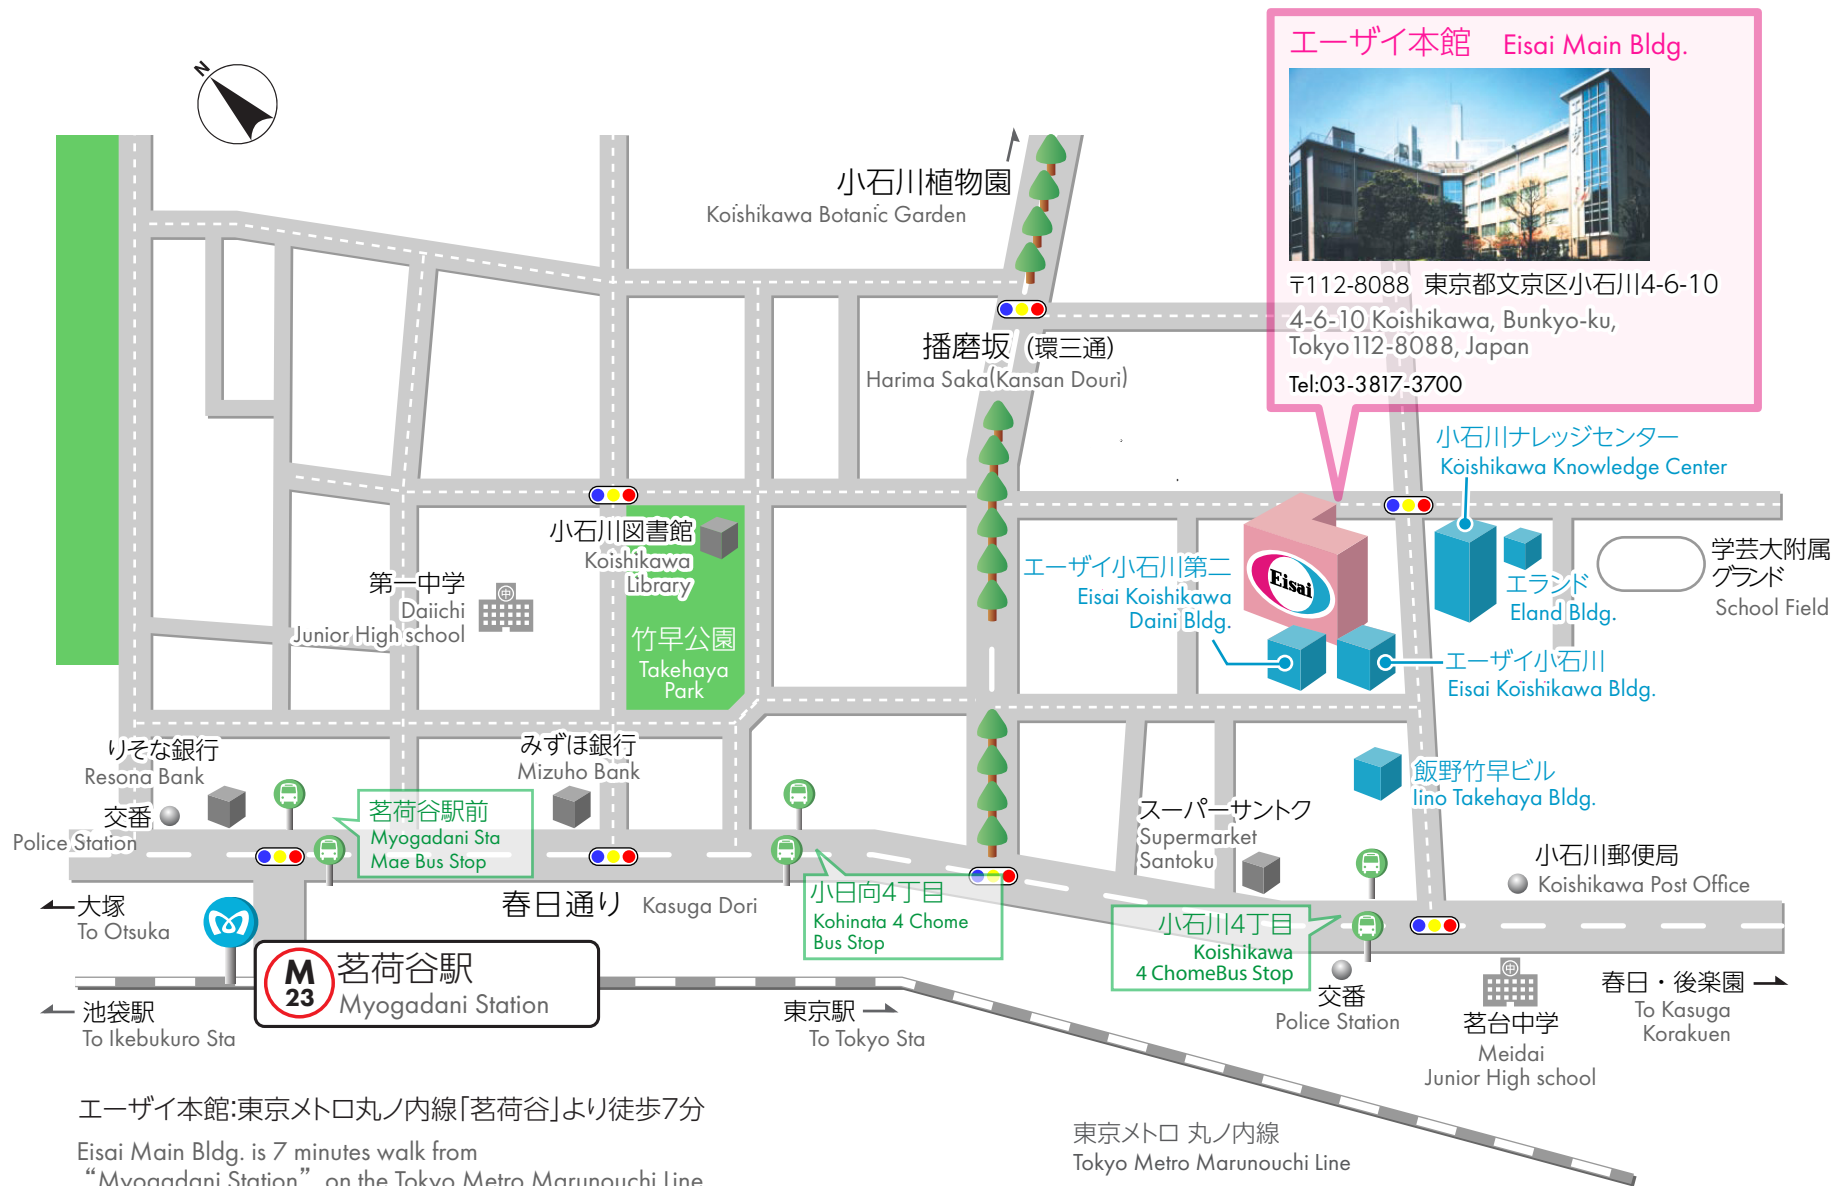 N
エーザイ本館 Eisai Main Bldg.
エーザイ
〒112-8088 東京都文京区小石川4-6-10
4-6-10 Koishikawa, Bunkyo-ku,
Tokyo112-8088, Japan
Tel:03-3817-3700
小石川植物園
Koishikawa Botanic Garden
播磨坂 (環三通)
Harima Saka(Kansan Douri)
小石川ナレッジセンター
Koishikawa Knowledge Center
小石川図書館
Koishikawa
Library
第一中学
Daiichi
Junior High school
中
竹早公園
Takehaya
Park
エーザイ小石川第二
Eisai Koishikawa
Daini Bldg.
Eisai
エランド
Eland Bldg.
学芸大附属
グランド
School Field
エーザイ小石川
Eisai Koishikawa Bldg.
りそな銀行
Resona Bank
みずほ銀行
Mizuho Bank
交番
Police Station
茗荷谷駅前
Myogadani Sta
Mae Bus Stop
飯野竹早ビル
Iino Takehaya Bldg.
スーパーサントク
Supermarket
Santoku
小石川郵便局
Koishikawa Post Office
大塚
To Otsuka
春日通り Kasuga Dori
小日向4丁目
Kohinata 4 Chome
Bus Stop
小石川4丁目
Koishikawa
4 ChomeBus Stop
M
23
茗荷谷駅
Myogadani Station
池袋駅
To Ikebukuro Sta
東京駅
To Tokyo Sta
交番
Police Station
中
茗台中学
Meidai
Junior High school
春日・後楽園
To Kasuga
Korakuen
エーザイ本館:東京メトロ丸ノ内線「茗荷谷」より徒歩7分
Eisai Main Bldg. is 7 minutes walk from
“Myogadani Station” on the Tokyo Metro Marunouchi Line
東京メトロ 丸ノ内線
Tokyo Metro Marunouchi Line